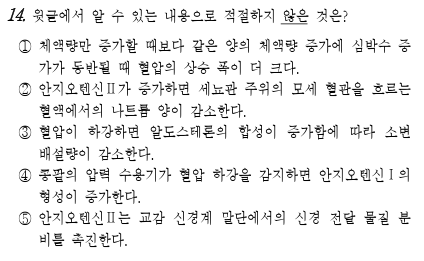 14. 윗글에서 알 수 있는 내용으로 적절하지 않은 것은?
① 체액량만 증가할 때보다 같은 양의 체액량 증가에 심박수 증
가가 동반될 때 혈압의 상승 폭이 더 크다.
② 안지오텐신Ⅱ가 증가하면 세뇨관 주위의 모세 혈관을 흐르는
혈액에서의 나트륨 양이 감소한다.
③ 혈압이 하강하면 알도스테론의 합성이 증가함에 따라 소변
배설량이 감소한다.
④ 콩팥의 압력 수용기가 혈압 하강을 감지하면 안지오텐신Ⅰ의
형성이 증가한다.
⑤ 안지오텐신Ⅱ는 교감 신경계 말단에서의 신경 전달 물질 분
비를 촉진한다.